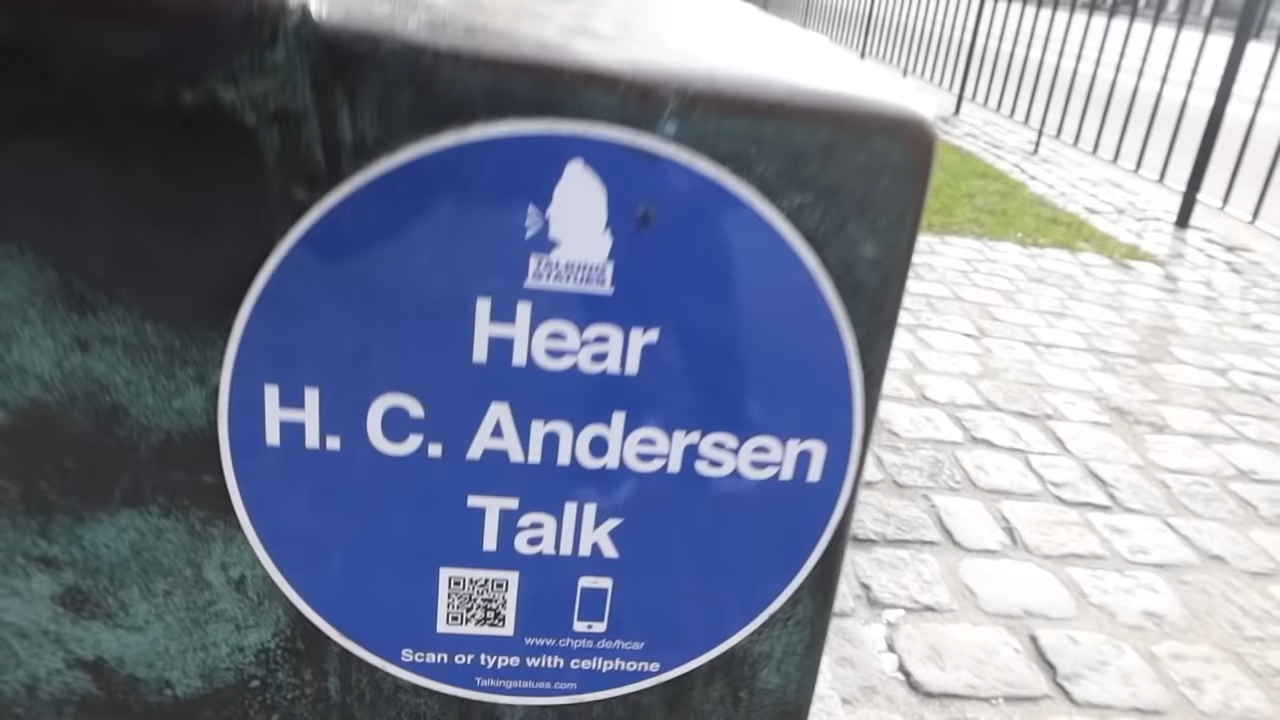 TALKING
STATUES
Hear
H. C. Andersen
Talk
www.chpts.de/hcar
Scan or type with cellphone
Talkingstatues.com